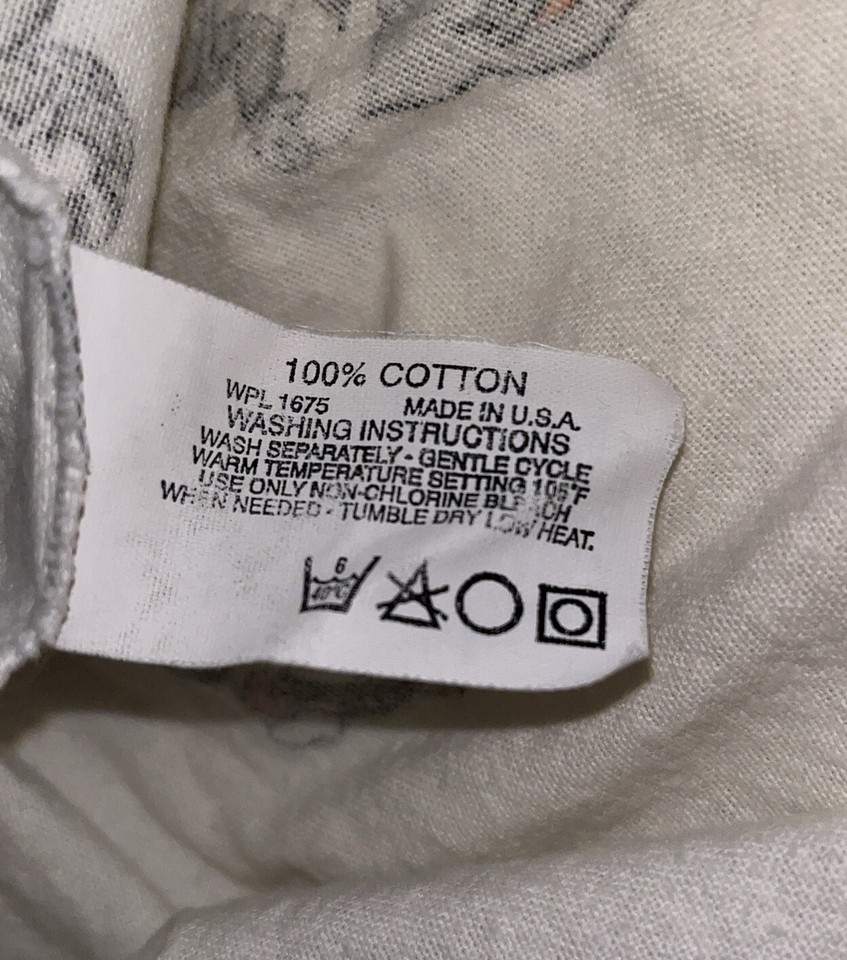 100% COTTON
WPL 1675 MADE IN U.S.A.
WASHING INSTRUCTIONS
WASH SEPARATELY - GENTLE CYCLE
WARM TEMPERATURE SETTING 105°F
USE ONLY NON-CHLORINE BLEACH
WHEN NEEDED - TUMBLE DRY LOW HEAT.
6
40°C